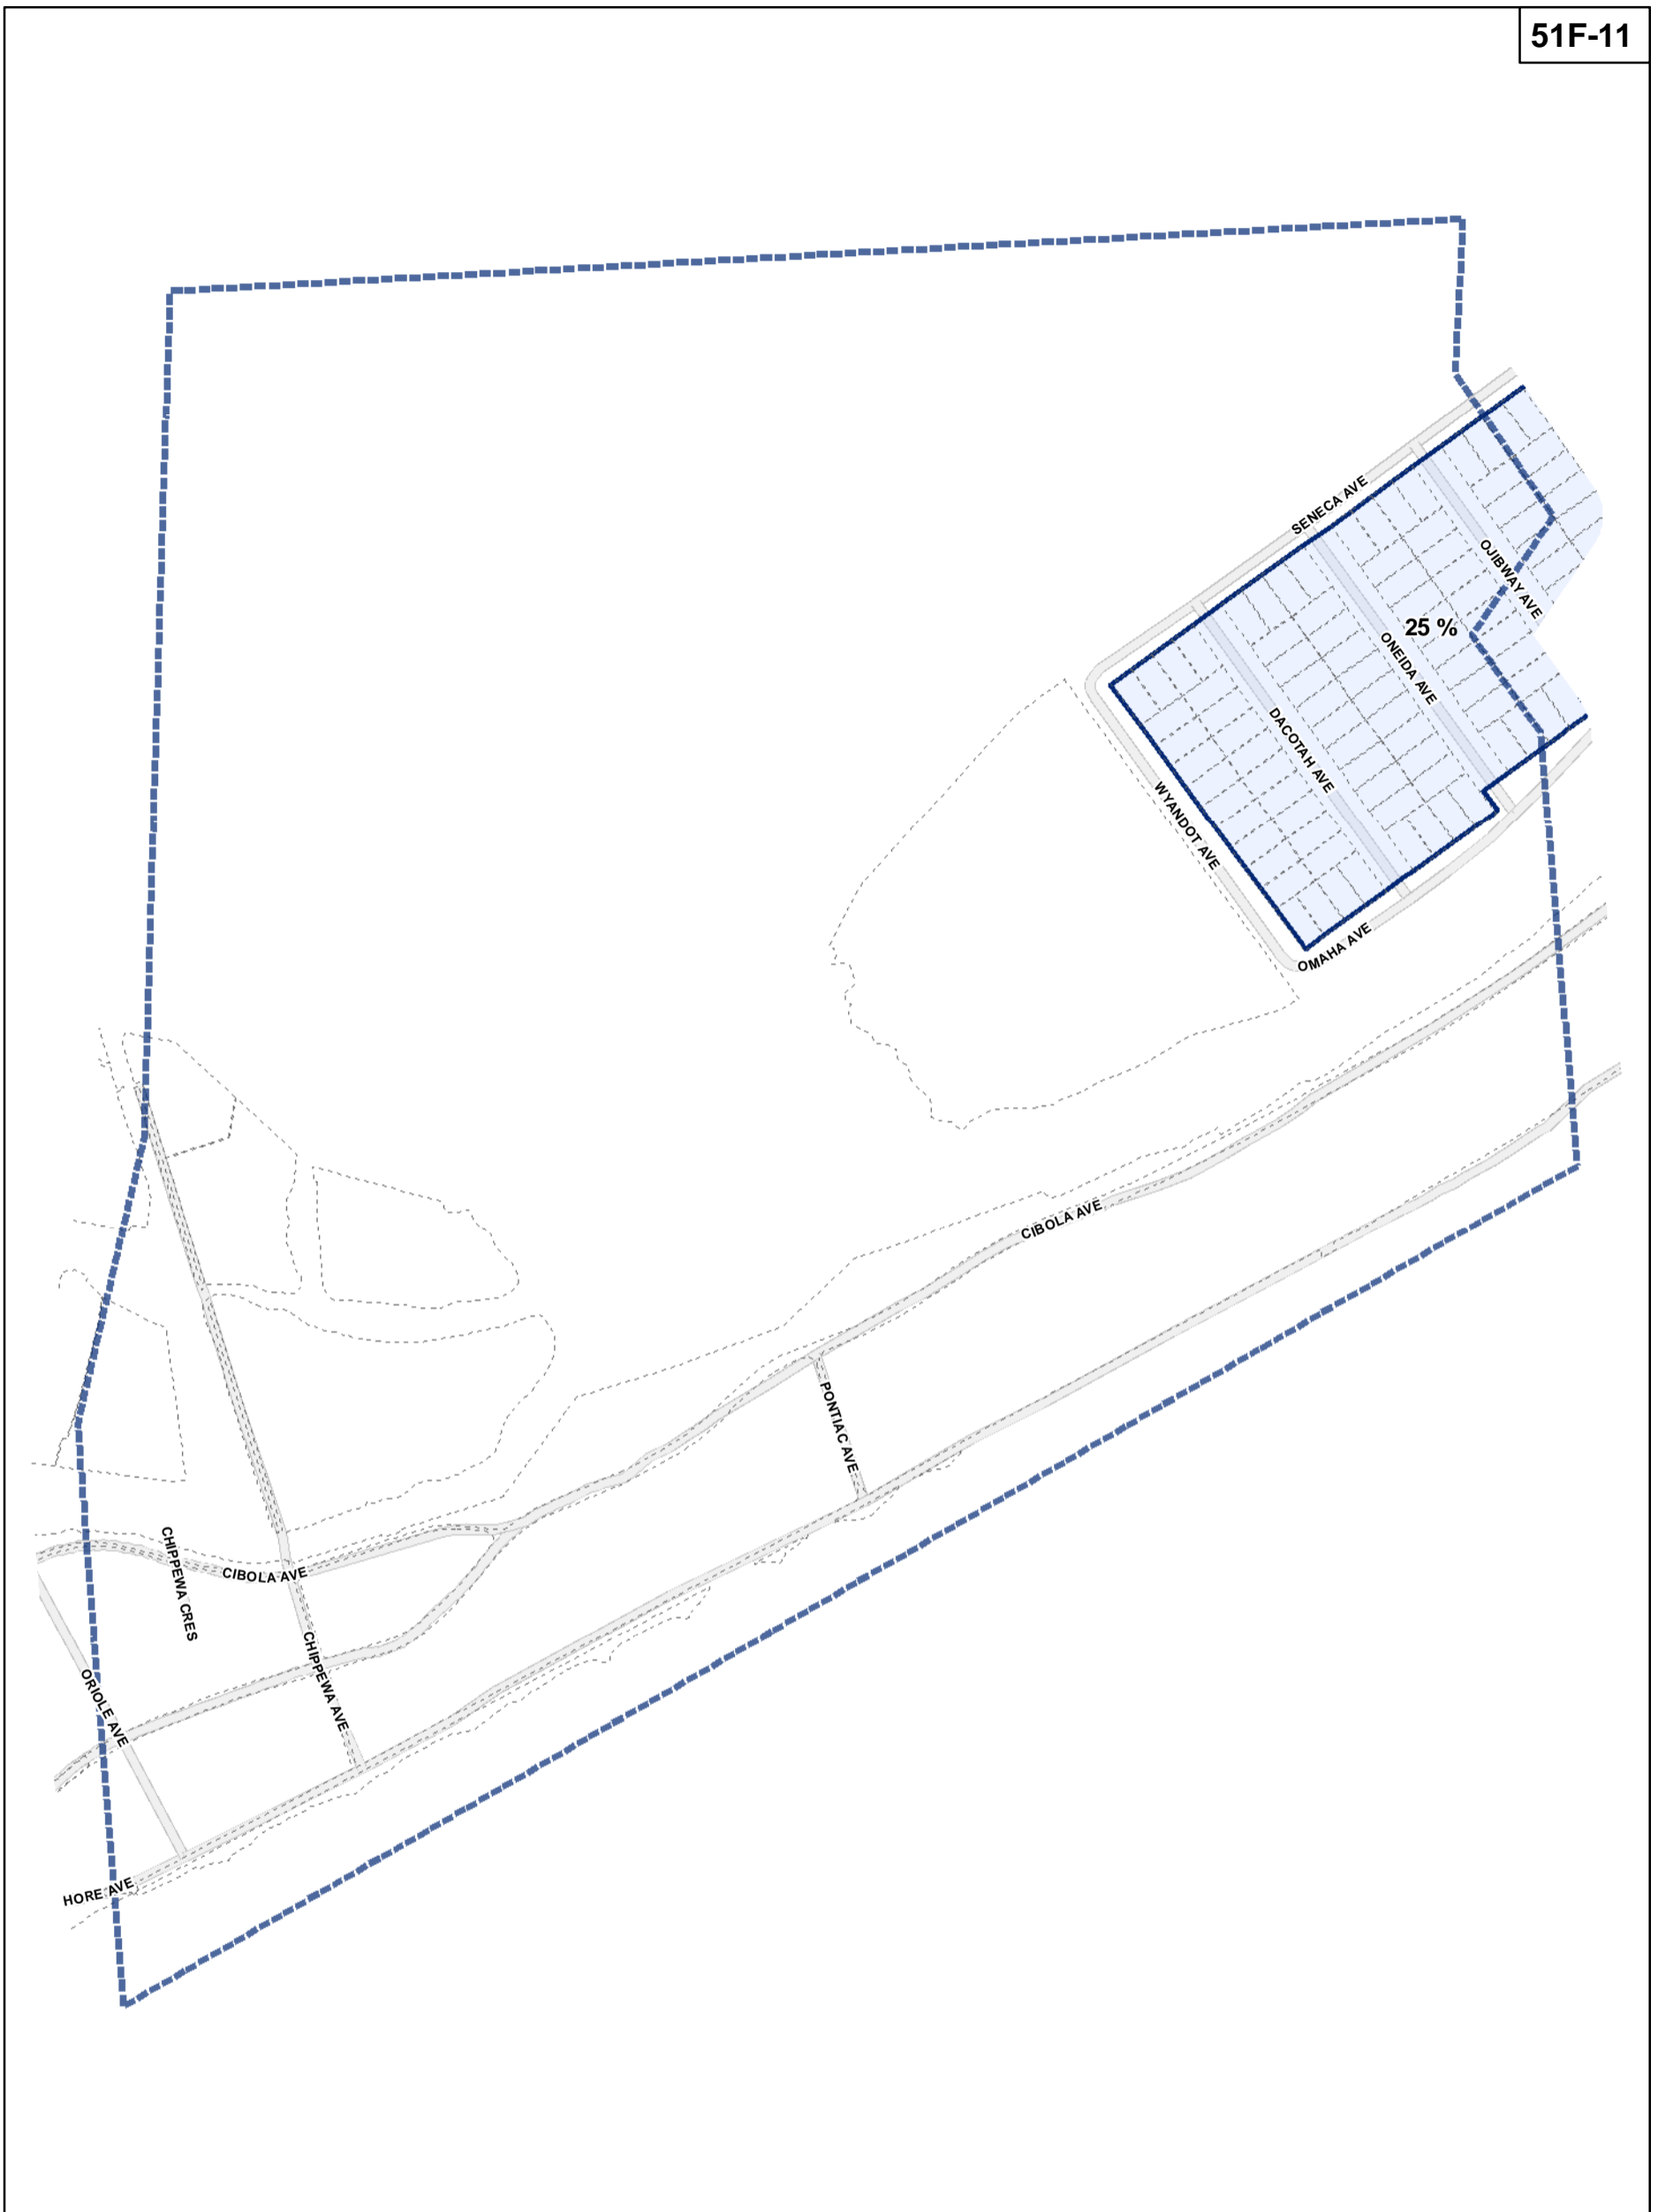 51F-11
SENECA AVE
OJIBWAY AVE
25 %
ONEIDA AVE
DACOTAH AVE
WYANDOT AVE
OMAHA AVE
CIBOLA AVE
PONTIAC AVE
CHIPPEWA CRES
CIBOLA AVE
CHIPPEWA AVE
ORIOLE AVE
HORE AVE